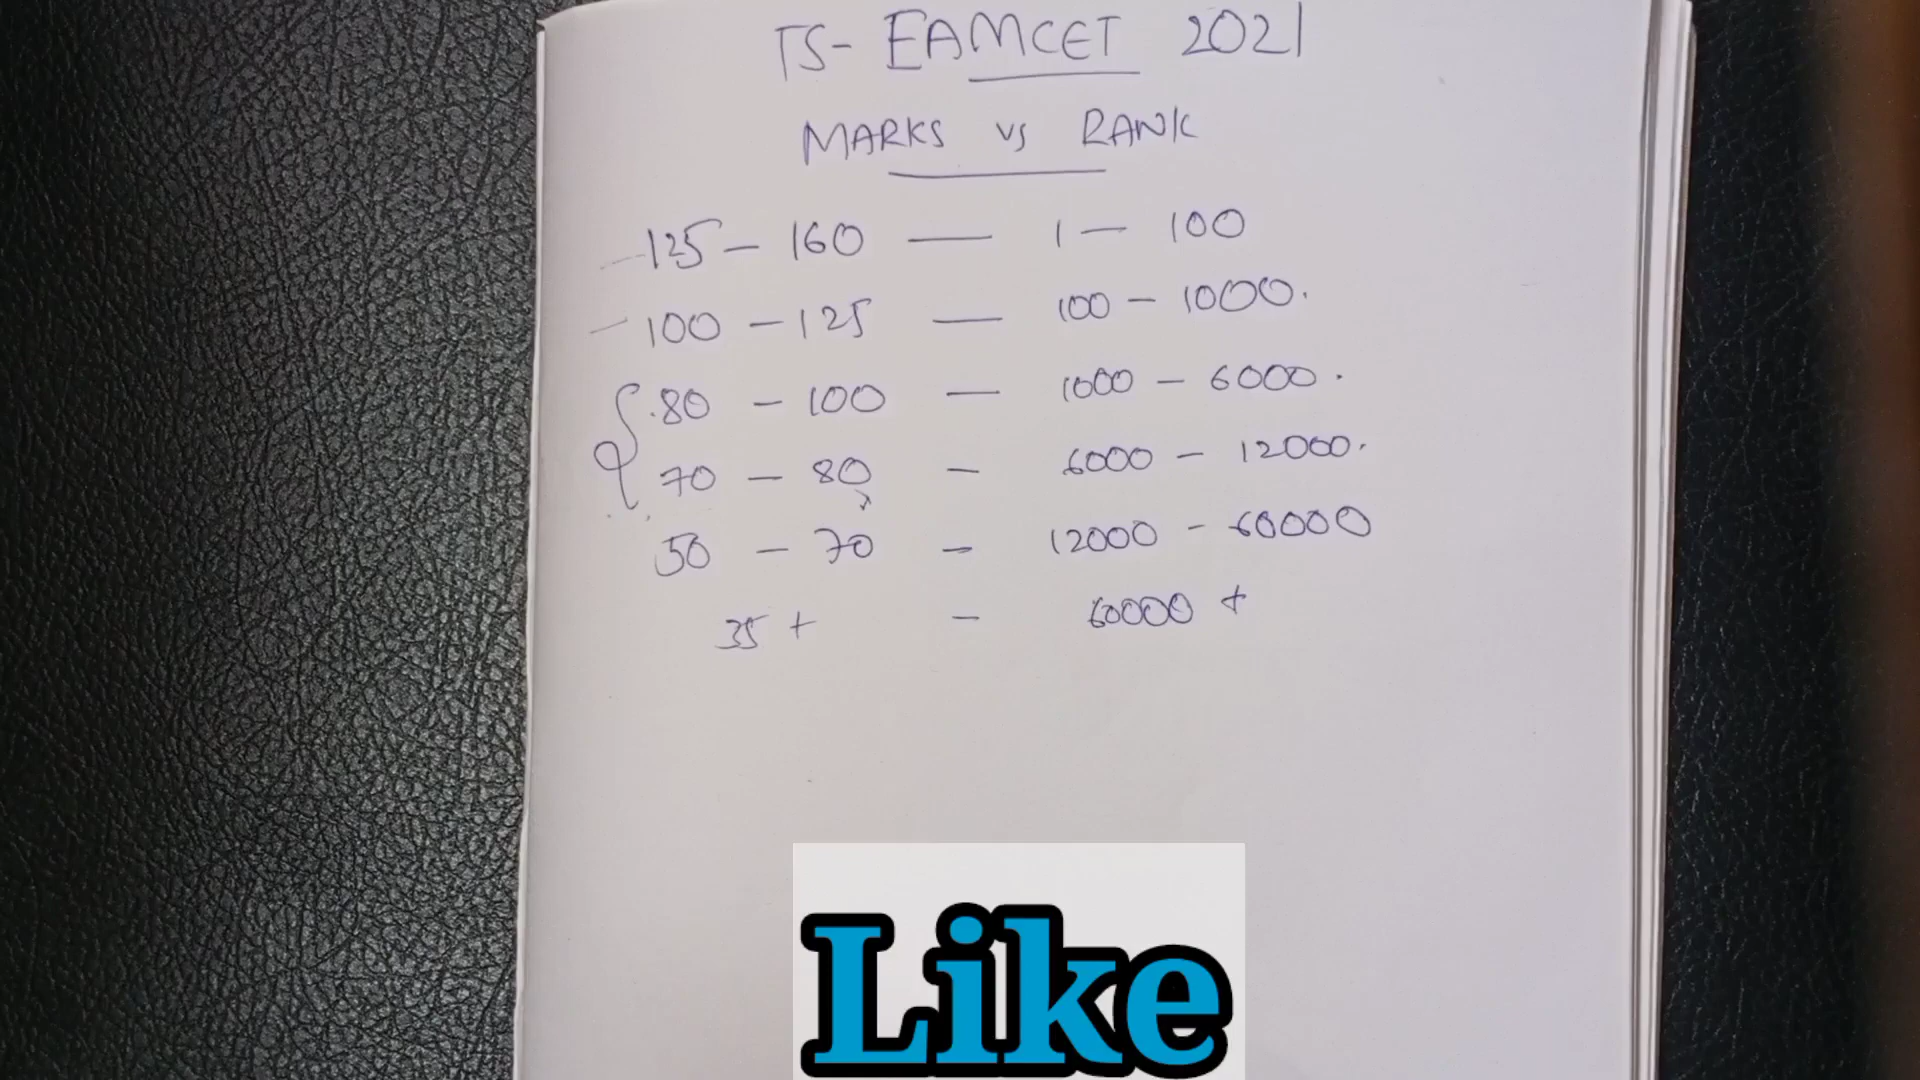 TS- EAMCET 2021
MARKS vs RANK
125 - 160 — 1 - 100
100 - 125 — 100 - 1000.
80 - 100 — 1000 - 6000.
70 - 80 - 6000 - 12000.
50 - 70 - 12000 - 60000
35 + - 60000 +
Like